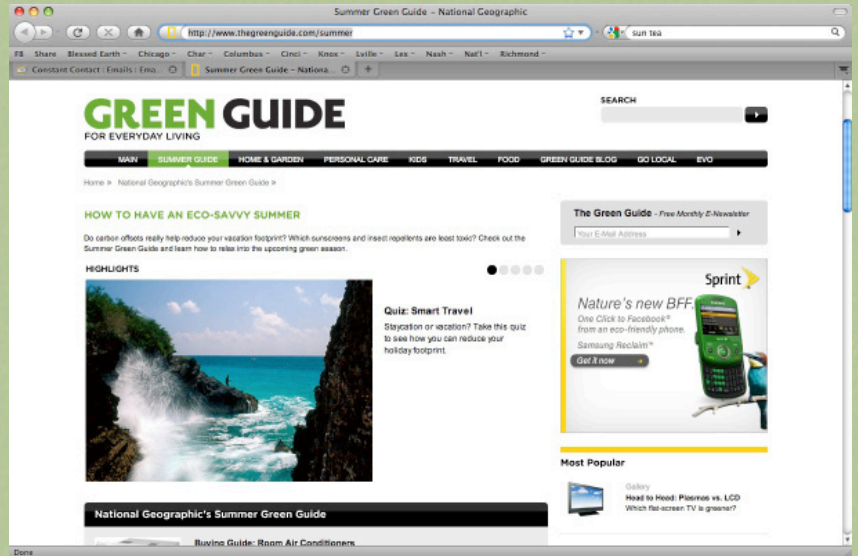 Summer Green Guide – National Geographic
http://www.thegreenguide.com/summer
sun tea
FB Share Blessed Earth Chicago Char Columbus Cinci Knox Lville Lex Nash Nat'l Richmond
Constant Contact : Emails : Ema...
Summer Green Guide – Nationa...
GREEN GUIDE
FOR EVERYDAY LIVING
SEARCH
MAIN SUMMER GUIDE HOME & GARDEN PERSONAL CARE KIDS TRAVEL FOOD GREEN GUIDE BLOG GO LOCAL EVO
Home » National Geographic's Summer Green Guide »
HOW TO HAVE AN ECO-SAVVY SUMMER
Do carbon offsets really help reduce your vacation footprint? Which sunscreens and insect repellents are least toxic? Check out the
Summer Green Guide and learn how to relax into the upcoming green season.
HIGHLIGHTS
Quiz: Smart Travel
Staycation or vacation? Take this quiz
to see how you can reduce your
holiday footprint.
The Green Guide - Free Monthly E-Newsletter
Your E-Mail Address
Sprint
Nature's new BFF.
One Click to Facebook®
from an eco-friendly phone.
Samsung Reclaim™
Get it now
Most Popular
Gallery
Head to Head: Plasmas vs. LCD
Which flat-screen TV is greener?
National Geographic's Summer Green Guide
Buying Guide: Room Air Conditioners
Done